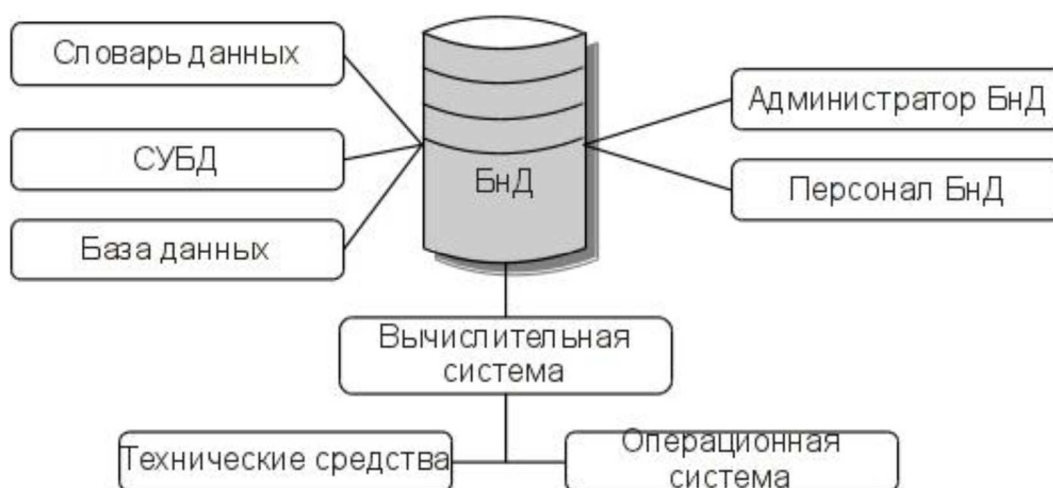 Словарь данных
СУБД
База данных
БнД
Администратор БнД
Персонал БнД
Вычислительная
система
Технические средства
Операционная
система